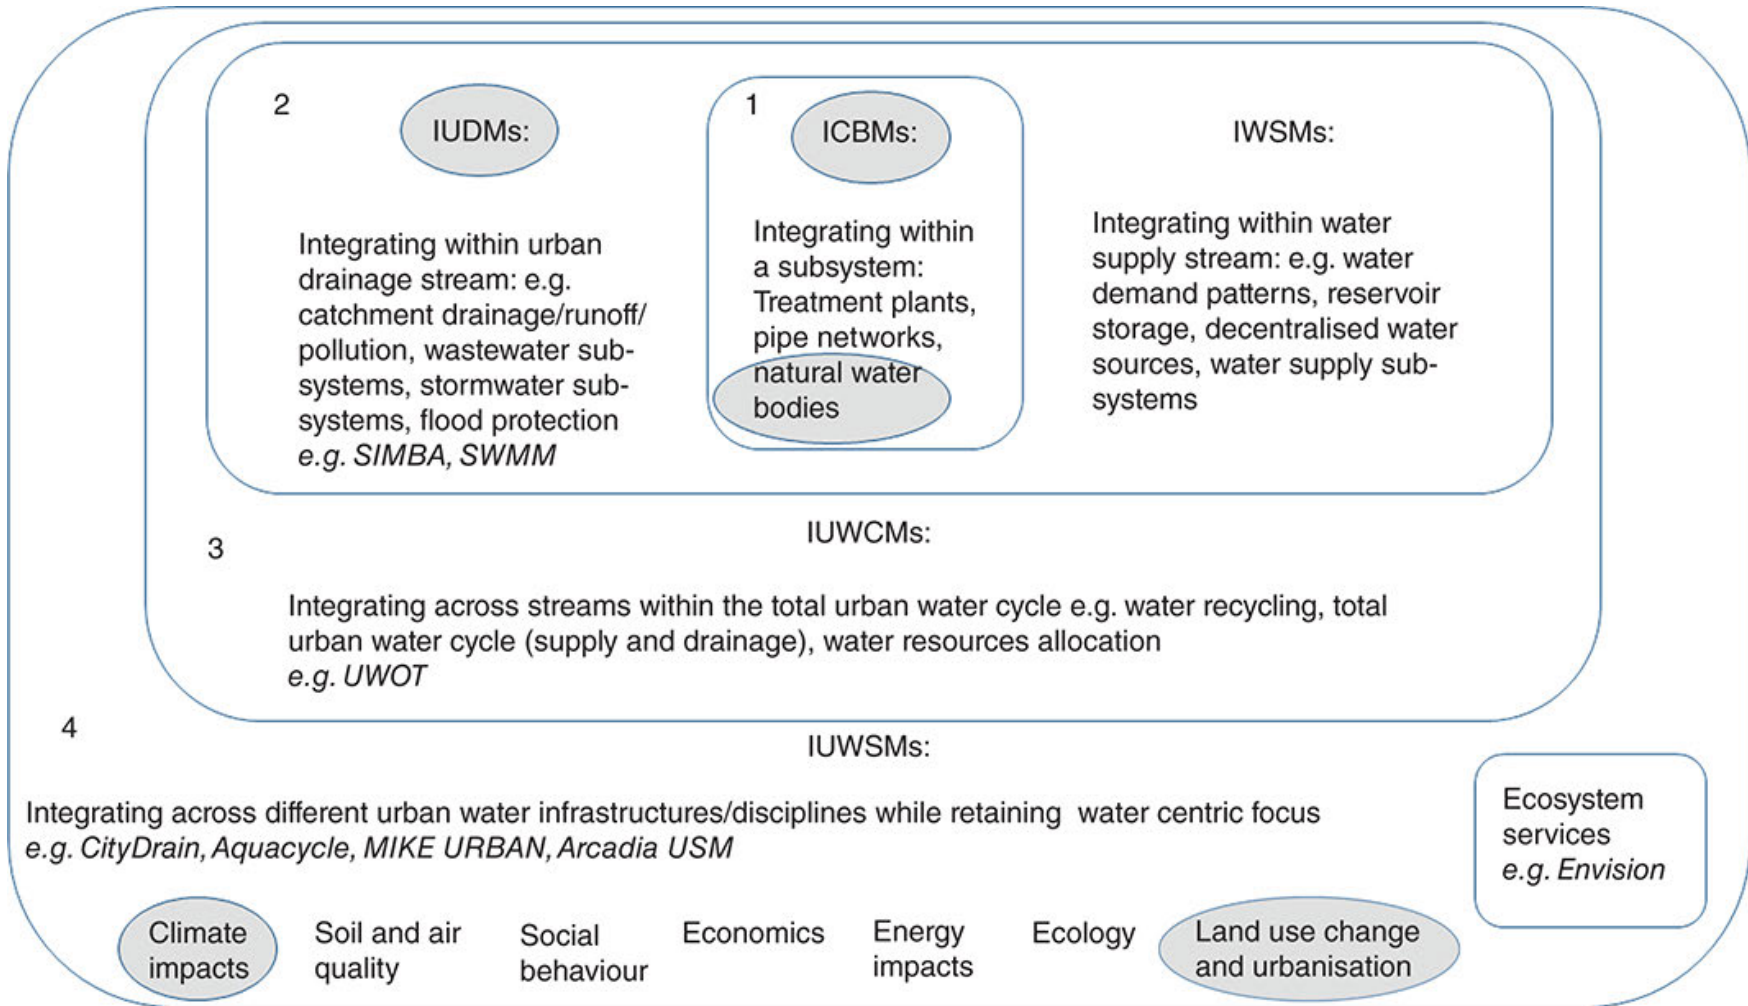 2
IUDMs:
Integrating within urban
drainage stream: e.g.
catchment drainage/runoff/
pollution, wastewater sub-
systems, stormwater sub-
systems, flood protection
e.g. SIMBA, SWMM
1
ICBMs:
Integrating within
a subsystem:
Treatment plants,
pipe networks,
natural water
bodies
IWSMs:
Integrating within water
supply stream: e.g. water
demand patterns, reservoir
storage, decentralised water
sources, water supply sub-
systems
3
IUWCMs:
Integrating across streams within the total urban water cycle e.g. water recycling, total
urban water cycle (supply and drainage), water resources allocation
e.g. UWOT
4
IUWSMs:
Integrating across different urban water infrastructures/disciplines while retaining water centric focus
e.g. CityDrain, Aquacycle, MIKE URBAN, Arcadia USM
Ecosystem
services
e.g. Envision
Climate
impacts
Soil and air
quality
Social
behaviour
Economics
Energy
impacts
Ecology
Land use change
and urbanisation